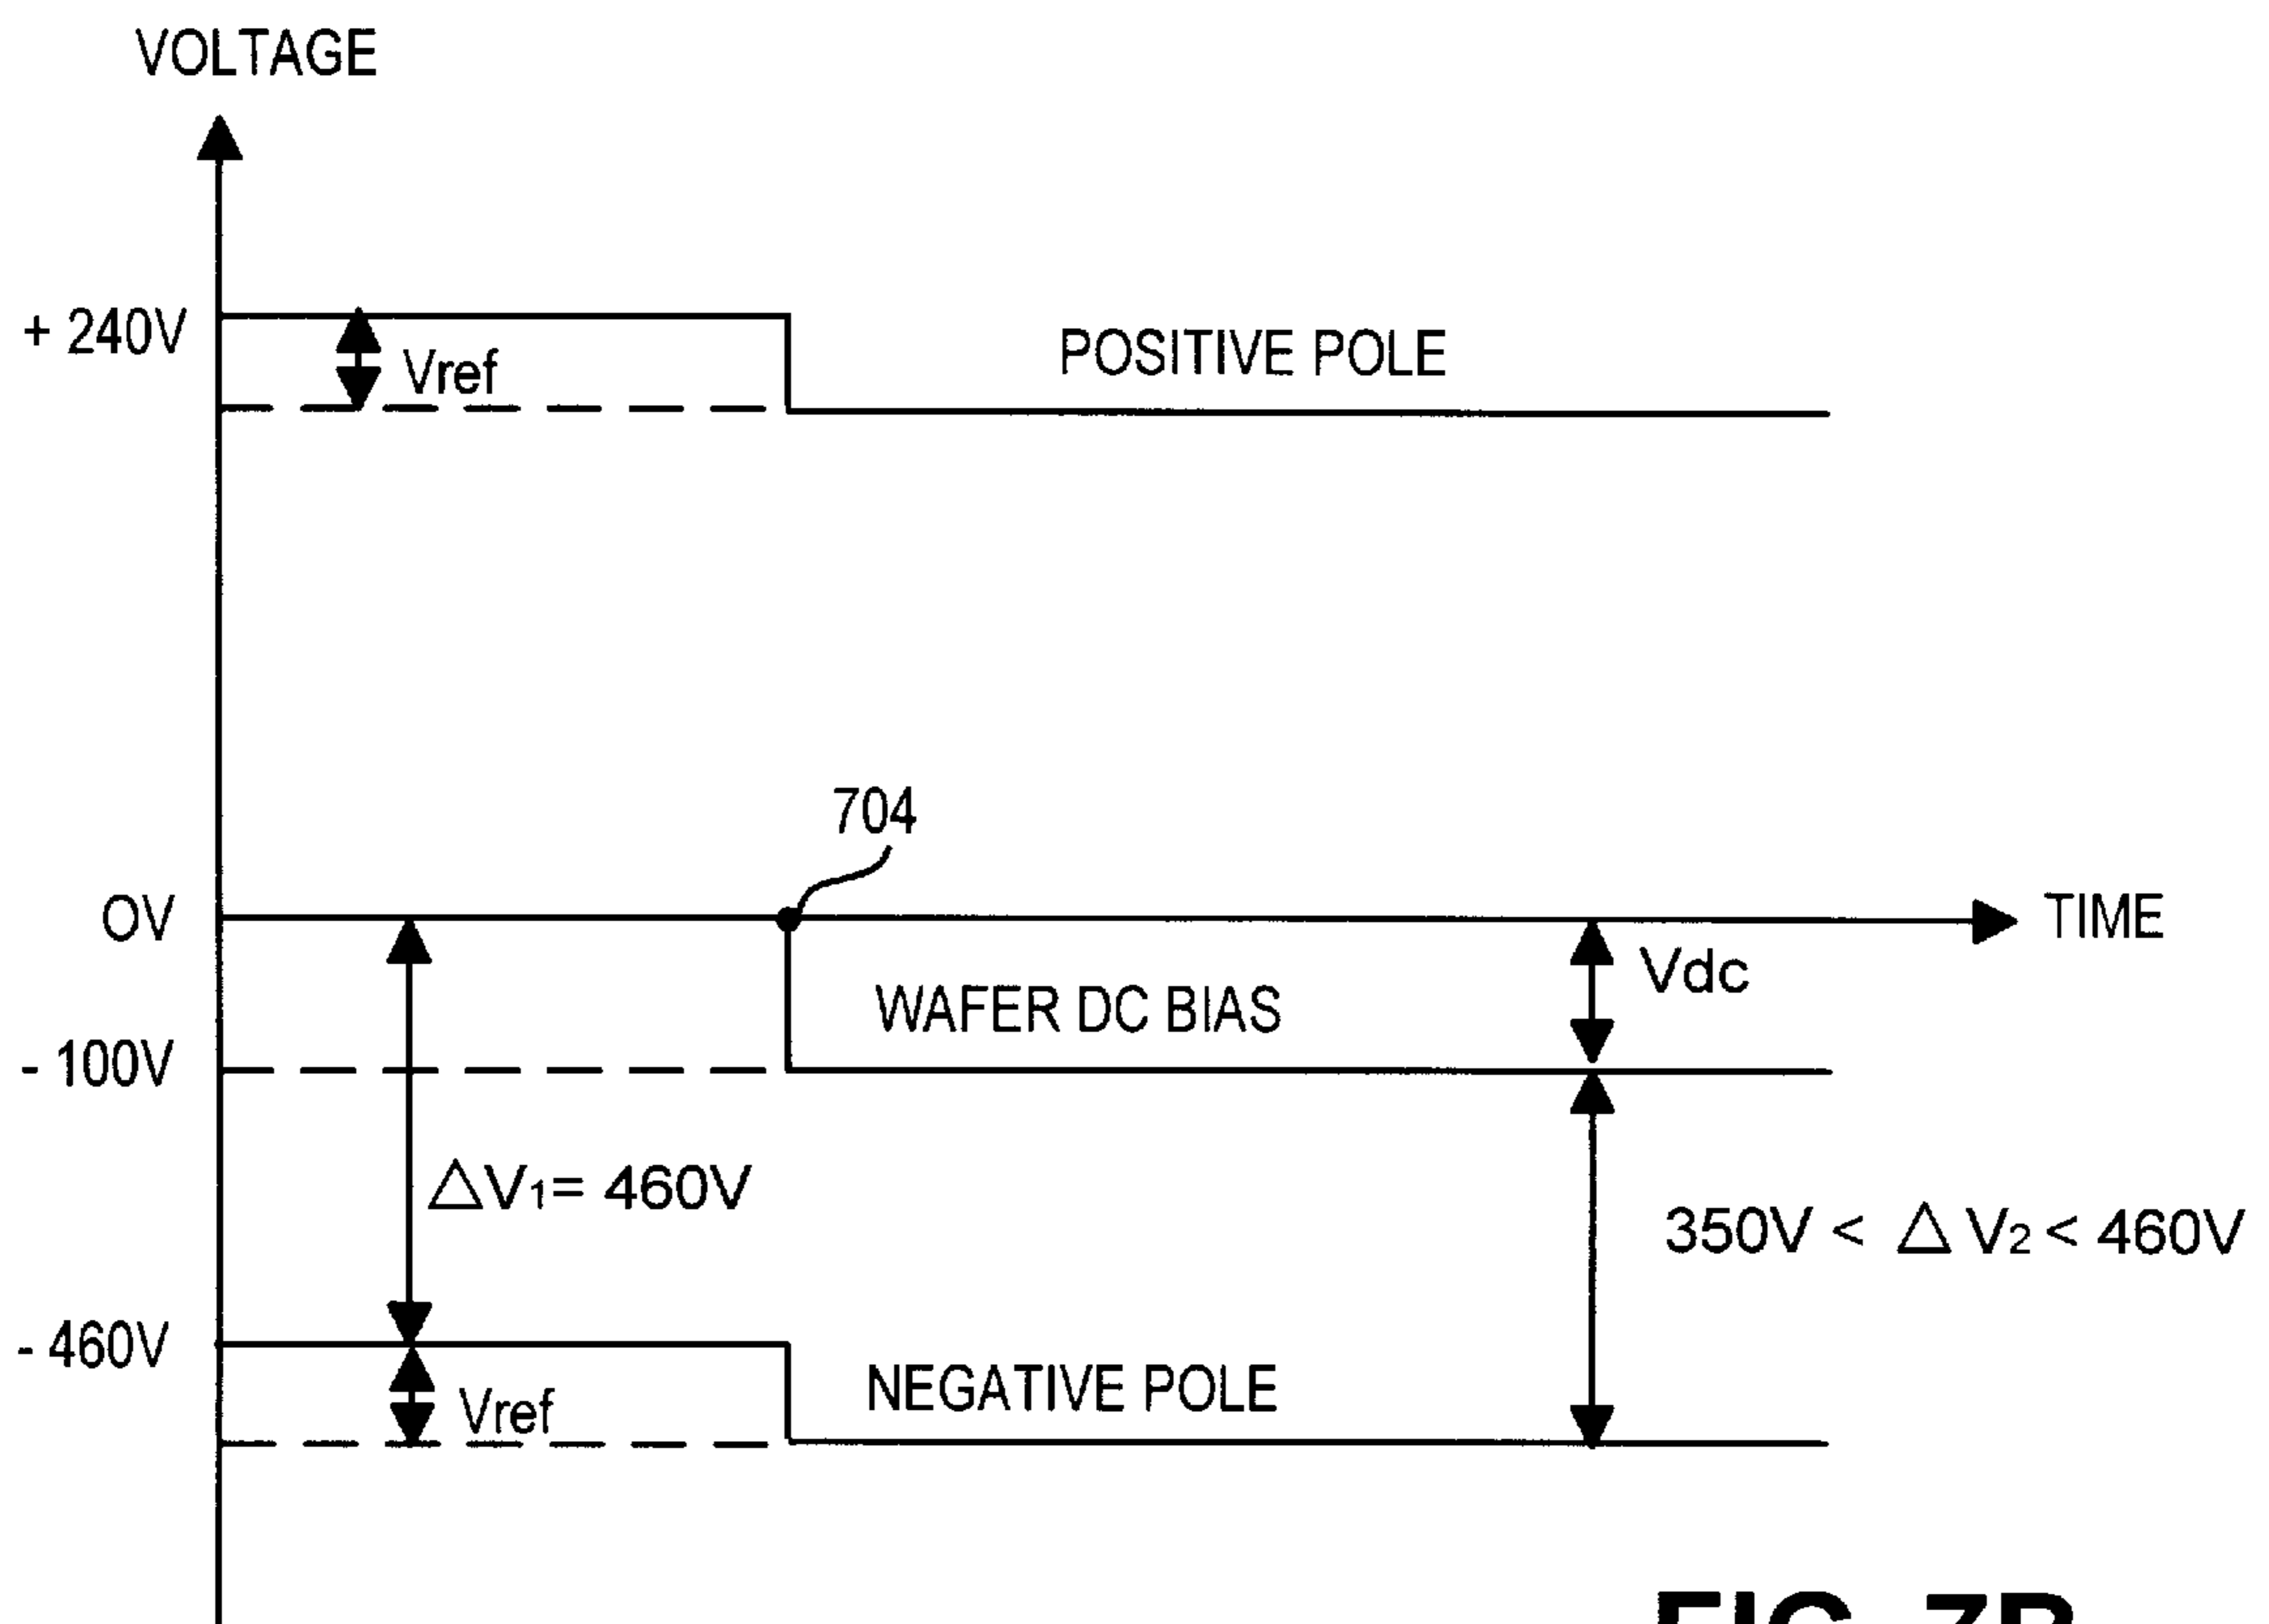 VOLTAGE
+ 240V
Vref
POSITIVE POLE
704
OV
TIME
Vdc
WAFER DC BIAS
- 100V
△V1= 460V
350V < △ V2 < 460V
- 460V
NEGATIVE POLE
Vref